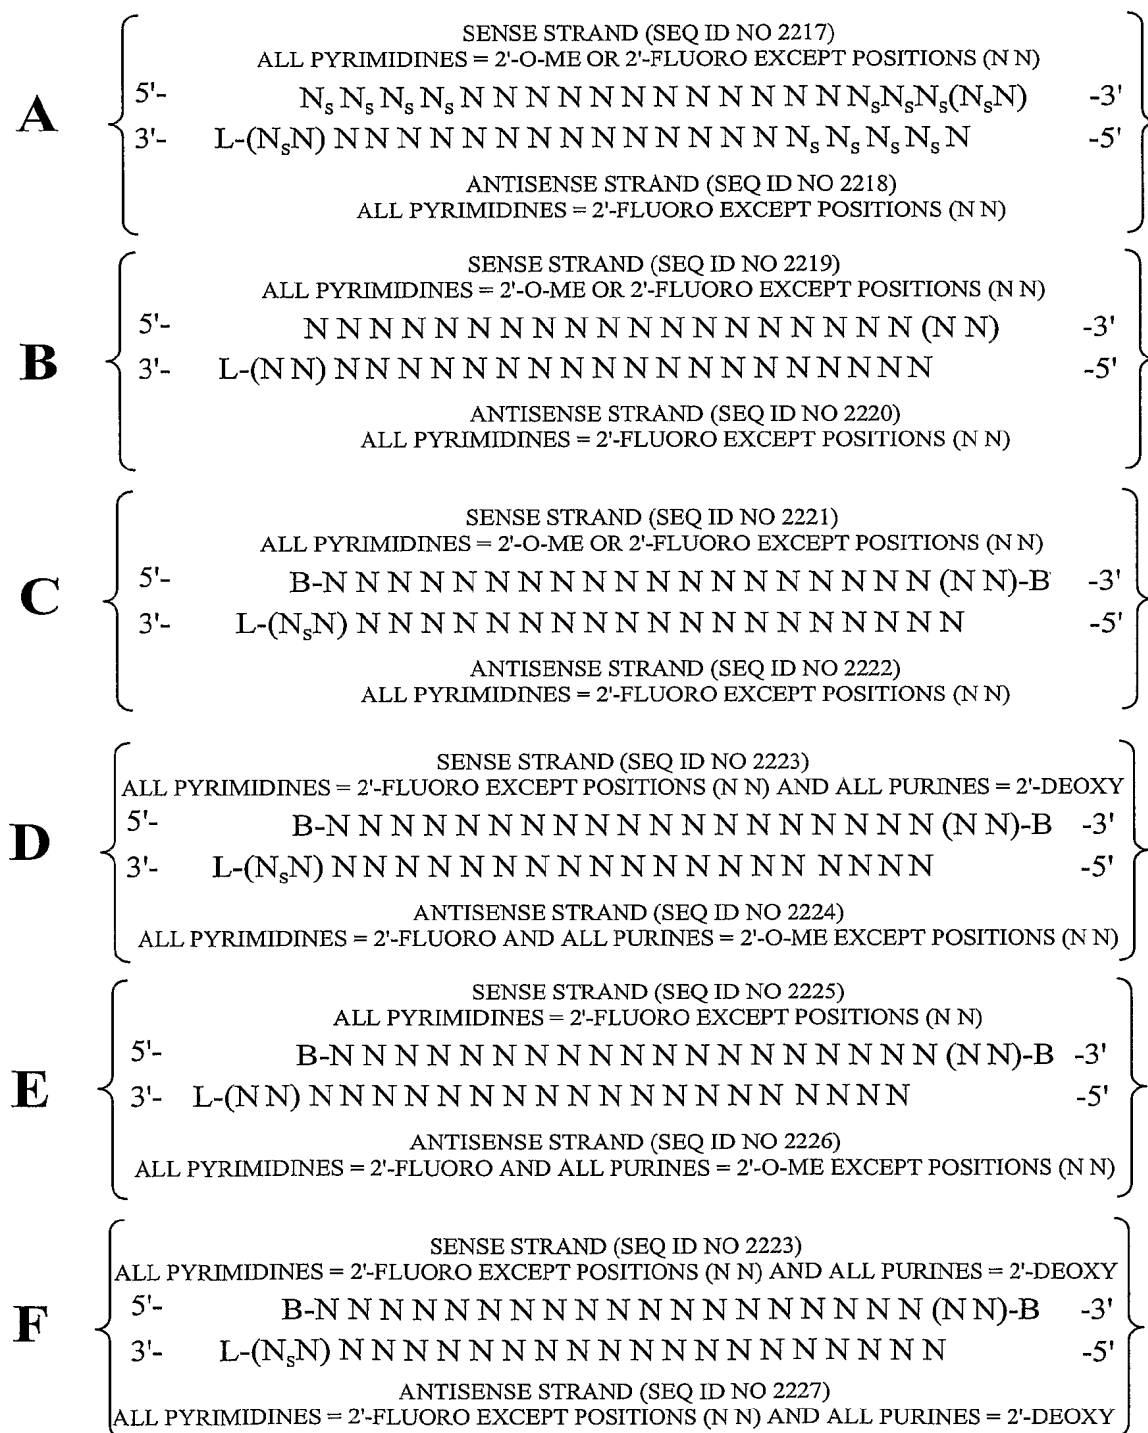 A
SENSE STRAND (SEQ ID NO 2217)
ALL PYRIMIDINES = 2'-O-ME OR 2'-FLUORO EXCEPT POSITIONS (N N)
5'- NsNsNsNsN N N N N N N N N N N N NsNsNs(NsN) -3'
3'- L-(NsN) N N N N N N N N N N N N N N NsNsNsNsN -5'
ANTISENSE STRAND (SEQ ID NO 2218)
ALL PYRIMIDINES = 2'-FLUORO EXCEPT POSITIONS (N N)
B
SENSE STRAND (SEQ ID NO 2219)
ALL PYRIMIDINES = 2'-O-ME OR 2'-FLUORO EXCEPT POSITIONS (N N)
5'- N N N N N N N N N N N N N N N N N N N (N N) -3'
3'- L-(N N) N N N N N N N N N N N N N N N N N N N -5'
ANTISENSE STRAND (SEQ ID NO 2220)
ALL PYRIMIDINES = 2'-FLUORO EXCEPT POSITIONS (N N)
C
SENSE STRAND (SEQ ID NO 2221)
ALL PYRIMIDINES = 2'-O-ME OR 2'-FLUORO EXCEPT POSITIONS (N N)
5'- B-N N N N N N N N N N N N N N N N N N N (N N)-B -3'
3'- L-(NsN) N N N N N N N N N N N N N N N N N N N -5'
ANTISENSE STRAND (SEQ ID NO 2222)
ALL PYRIMIDINES = 2'-FLUORO EXCEPT POSITIONS (N N)
D
SENSE STRAND (SEQ ID NO 2223)
ALL PYRIMIDINES = 2'-FLUORO EXCEPT POSITIONS (N N) AND ALL PURINES = 2'-DEOXY
5'- B-N N N N N N N N N N N N N N N N N N N (N N)-B -3'
3'- L-(NsN) N N N N N N N N N N N N N N N N N N N -5'
ANTISENSE STRAND (SEQ ID NO 2224)
ALL PYRIMIDINES = 2'-FLUORO AND ALL PURINES = 2'-O-ME EXCEPT POSITIONS (N N)
E
SENSE STRAND (SEQ ID NO 2225)
ALL PYRIMIDINES = 2'-FLUORO EXCEPT POSITIONS (N N)
5'- B-N N N N N N N N N N N N N N N N N N N (N N)-B -3'
3'- L-(N N) N N N N N N N N N N N N N N N N N N N -5'
ANTISENSE STRAND (SEQ ID NO 2226)
ALL PYRIMIDINES = 2'-FLUORO AND ALL PURINES = 2'-O-ME EXCEPT POSITIONS (N N)
F
SENSE STRAND (SEQ ID NO 2223)
ALL PYRIMIDINES = 2'-FLUORO EXCEPT POSITIONS (N N) AND ALL PURINES = 2'-DEOXY
5'- B-N N N N N N N N N N N N N N N N N N N (N N)-B -3'
3'- L-(NsN) N N N N N N N N N N N N N N N N N N N -5'
ANTISENSE STRAND (SEQ ID NO 2227)
ALL PYRIMIDINES = 2'-FLUORO EXCEPT POSITIONS (N N) AND ALL PURINES = 2'-DEOXY